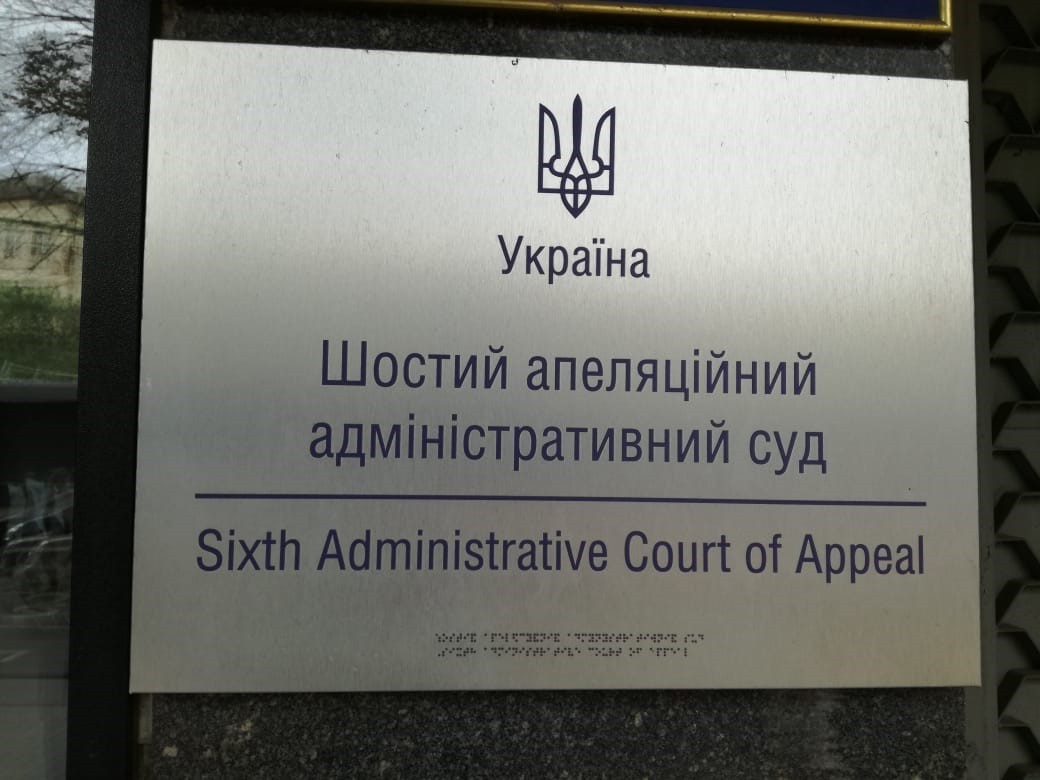 Україна
Шостий апеляційний
адміністративний суд
Sixth Administrative Court of Appeal